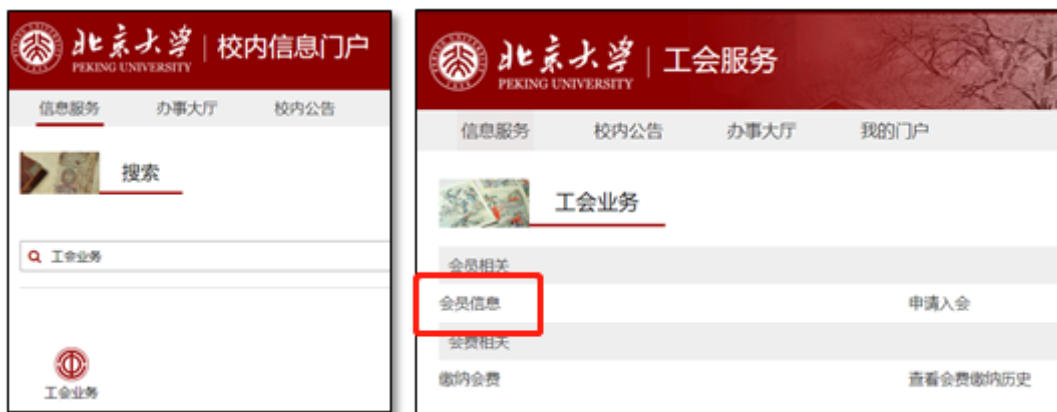 北京大学 | 校内信息门户
PEKING UNIVERSITY
信息服务 办事大厅 校内公告
搜索
工会业务
工会业务
北京大学 | 工会服务
PEKING UNIVERSITY
信息服务 校内公告 办事大厅 我的门户
工会业务
会员相关
会员信息 申请入会
会费相关
缴纳会费 查看会费缴纳历史